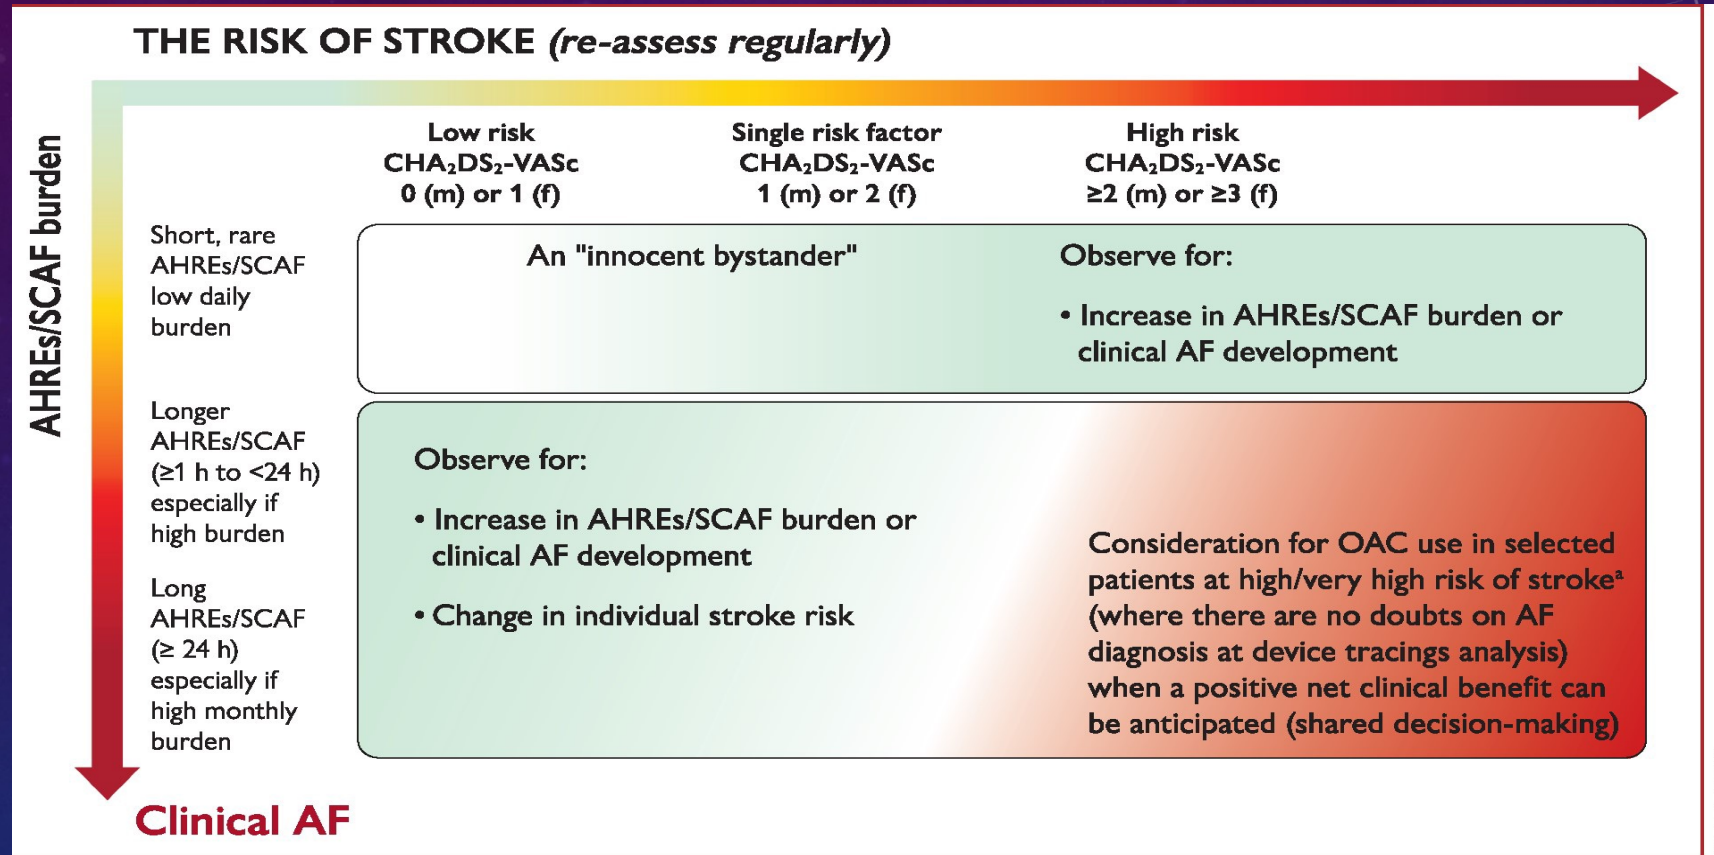 THE RISK OF STROKE (re-assess regularly)
AHREs/SCAF burden
Low risk
CHA₂DS₂-VASc
0 (m) or 1 (f)
Single risk factor
CHA₂DS₂-VASc
1 (m) or 2 (f)
High risk
CHA₂DS₂-VASc
≥2 (m) or ≥3 (f)
Short, rare
AHREs/SCAF
low daily
burden
An "innocent bystander"
Observe for:
• Increase in AHREs/SCAF burden or
clinical AF development
Longer
AHREs/SCAF
(≥1 h to <24 h)
especially if
high burden
Long
AHREs/SCAF
(≥ 24 h)
especially if
high monthly
burden
Observe for:
• Increase in AHREs/SCAF burden or
clinical AF development
• Change in individual stroke risk
Consideration for OAC use in selected
patients at high/very high risk of strokeᵃ
(where there are no doubts on AF
diagnosis at device tracings analysis)
when a positive net clinical benefit can
be anticipated (shared decision-making)
Clinical AF